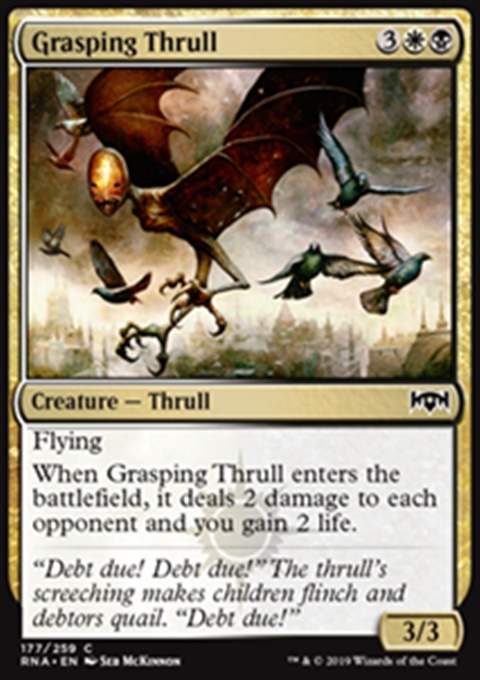 Grasping Thrull 3
Creature — Thrull
Flying
When Grasping Thrull enters the
battlefield, it deals 2 damage to each
opponent and you gain 2 life.
“Debt due! Debt due!” The thrull’s
screeching makes children flinch and
debtors quail. “Debt due!”
3/3
177/259 C
RNA • EN Seb McKinnon
™ & © 2019 Wizards of the Coast